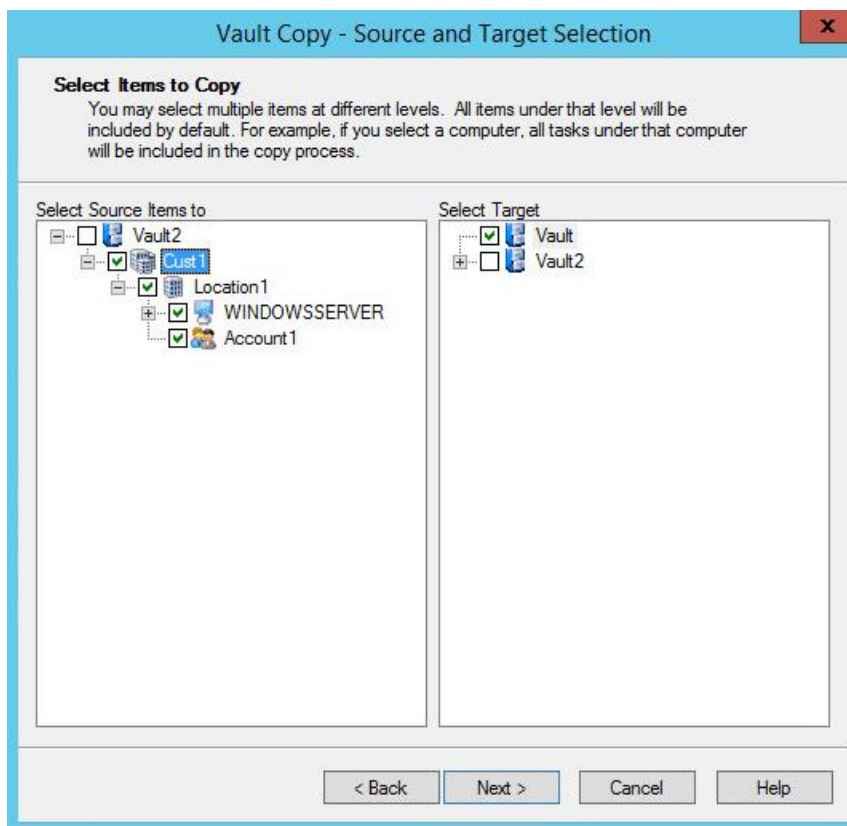 Vault Copy - Source and Target Selection
x
Select Items to Copy
You may select multiple items at different levels. All items under that level will be
included by default. For example, if you select a computer, all tasks under that computer
will be included in the copy process.
Select Source Items to
Vault2
Cust1
Location1
WINDOWSSERVER
Account1
Select Target
Vault
Vault2
< Back
Next >
Cancel
Help